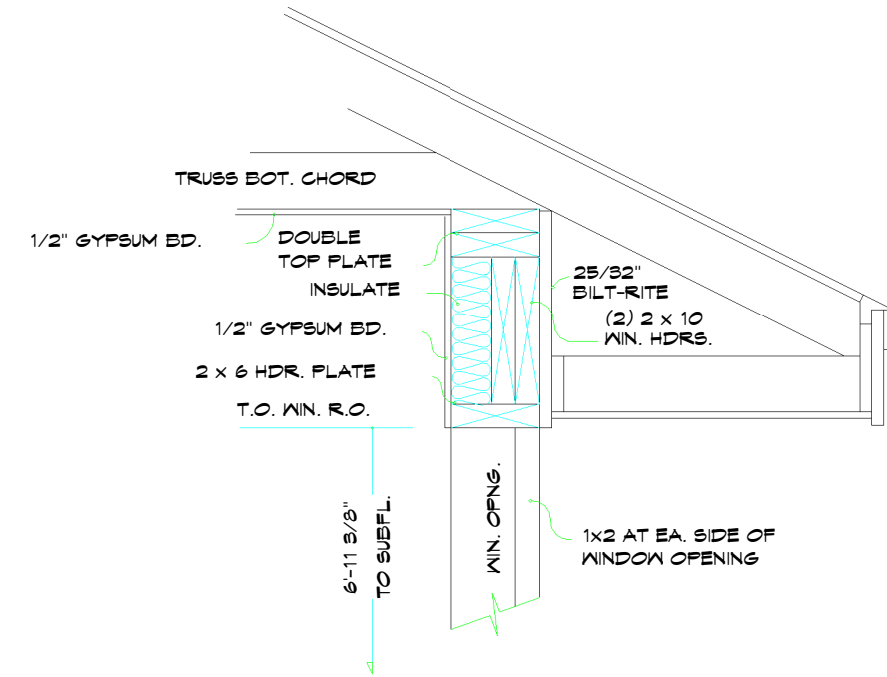 TRUSS BOT. CHORD
1/2" GYPSUM BD.
DOUBLE
TOP PLATE
INSULATE
1/2" GYPSUM BD.
2 x 6 HDR. PLATE
T.O. WIN. R.O.
25/32"
BILT-RITE
(2) 2 x 10
WIN. HDRS.
6'-11 3/8"
TO SUBFL.
WIN. OPNG.
1x2 AT EA. SIDE OF
WINDOW OPENING